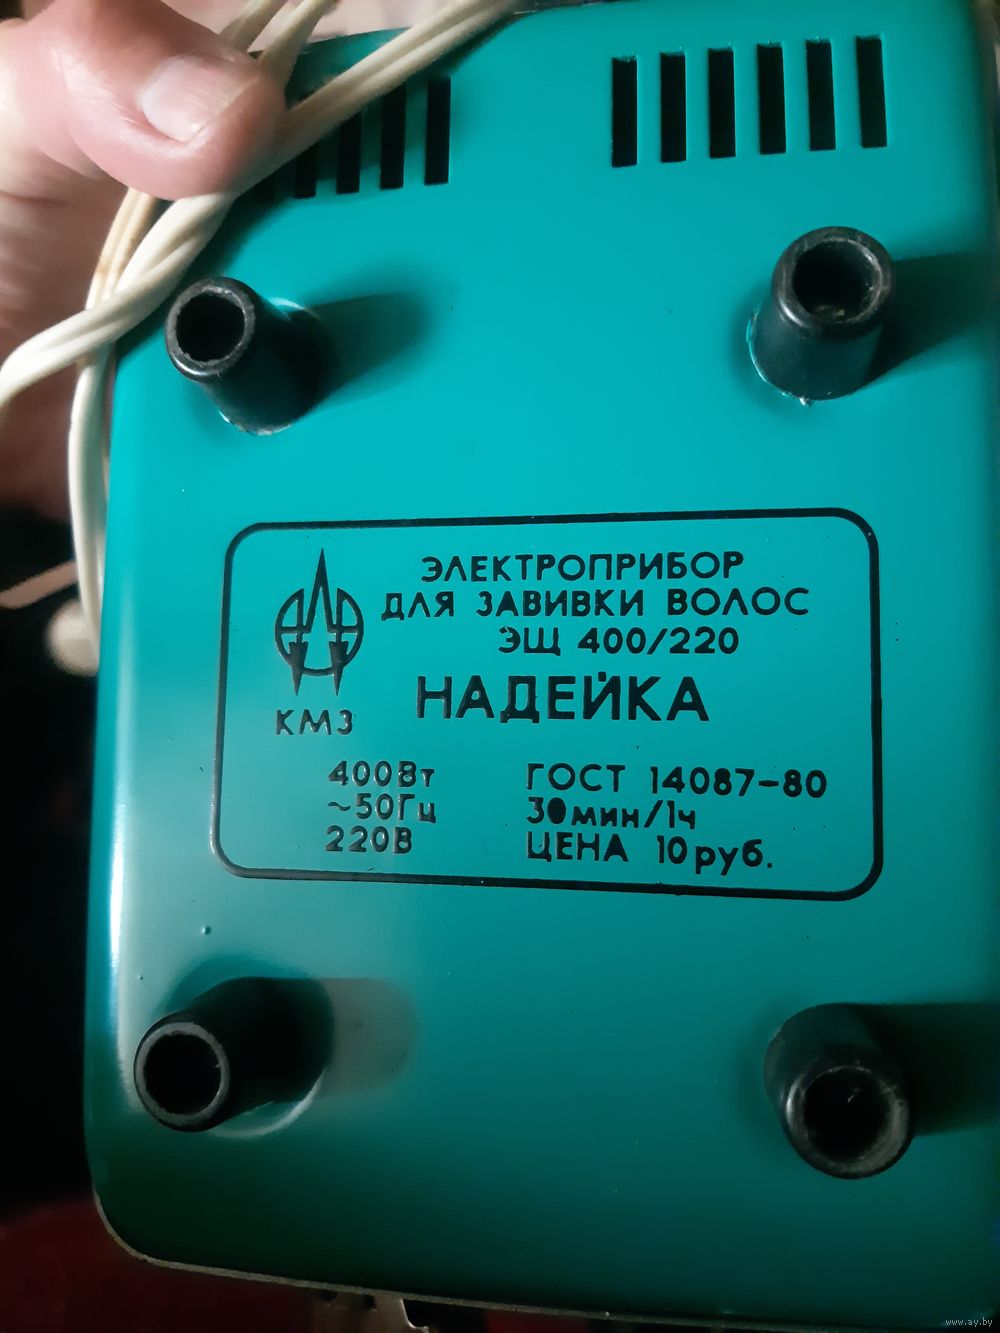 ЭЛЕКТРОПРИБОР
ДЛЯ ЗАВИВКИ ВОЛОС
ЭЩ 400/220
НАДЕЙКА
КМЗ
400Вт
~50Гц
220В
ГОСТ 14087-80
30мин/1ч
ЦЕНА 10руб.
www.ay.by